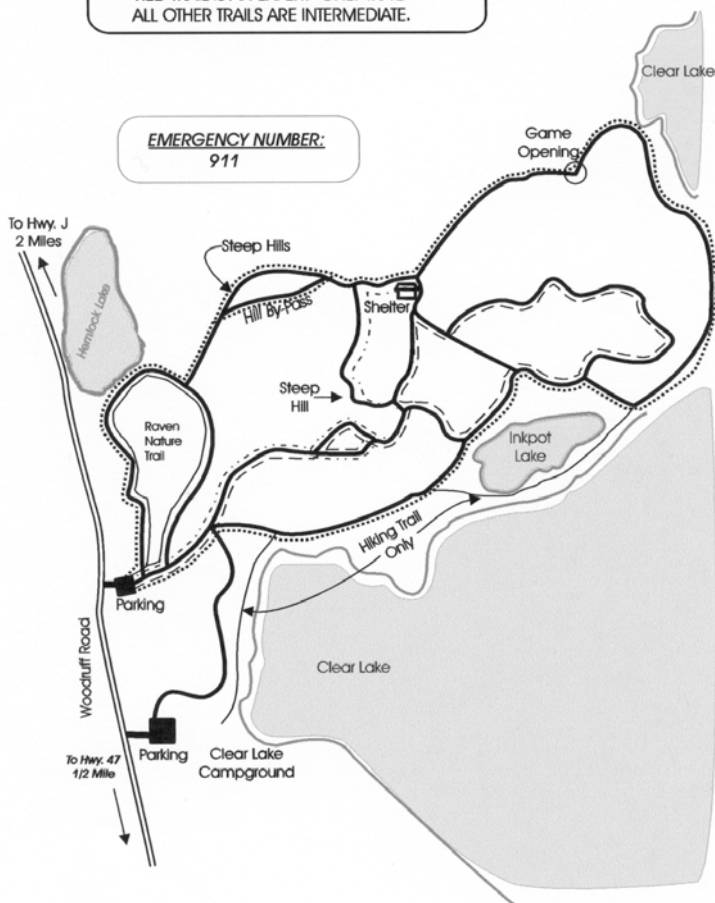 ALL OTHER TRAILS ARE INTERMEDIATE.
EMERGENCY NUMBER:
911
Clear Lake
Game
Opening
To Hwy. J
2 Miles
Steep Hills
Hemlock Lake
Hill By-Pass
Shelter
Steep
Hill
Raven
Nature
Trail
Inkpot
Lake
Hiking Trail
Only
Parking
Woodruff Road
Clear Lake
Parking
Clear Lake
Campground
To Hwy. 47
1/2 Mile